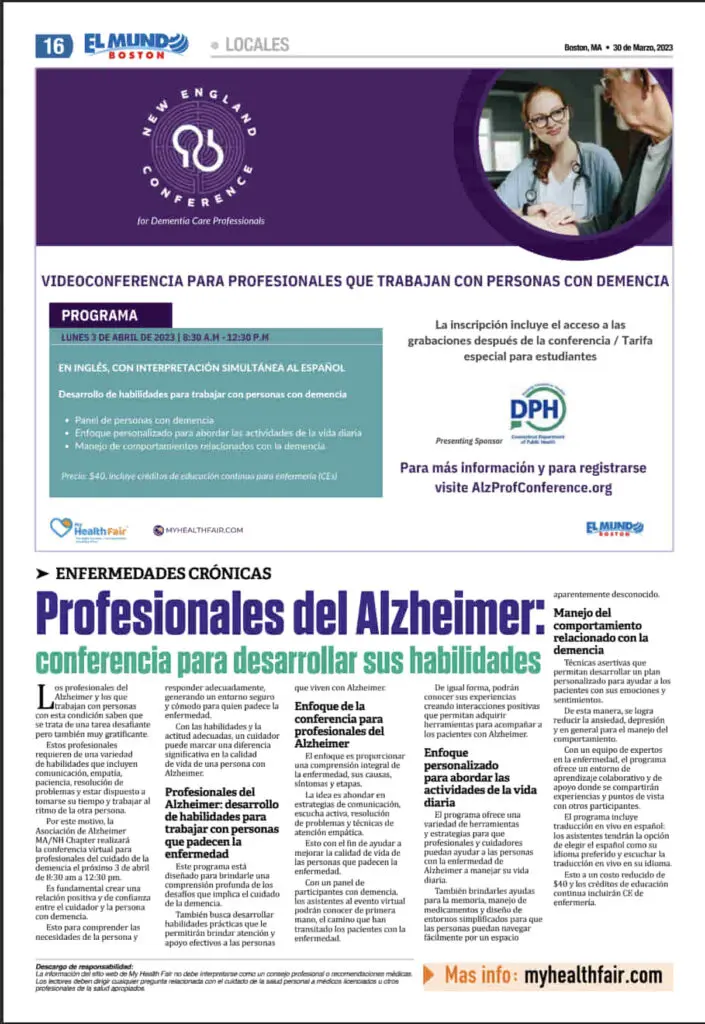 16
EL MUNDO
BOSTON
LOCALES
Boston, MA • 30 de Marzo, 2023
NEW ENGLAND
CONFERENCE
for Dementia Care Professionals
VIDEOCONFERENCIA PARA PROFESIONALES QUE TRABAJAN CON PERSONAS CON DEMENCIA
PROGRAMA
LUNES 3 DE ABRIL DE 2023 | 8:30 A.M - 12:30 P.M
EN INGLÉS, CON INTERPRETACIÓN SIMULTÁNEA AL ESPAÑOL
Desarrollo de habilidades para trabajar con personas con demencia
• Panel de personas con demencia
• Enfoque personalizado para abordar las actividades de la vida diaria
• Manejo de comportamientos relacionados con la demencia
Precio: $40, incluye créditos de educación continua para enfermería (CEs)
La inscripción incluye el acceso a las
grabaciones después de la conferencia / Tarifa
especial para estudiantes
Presenting Sponsor
DPH
Connecticut Department
of Public Health
Para más información y para registrarse
visite AlzProfConference.org
My
HealthFair
MYHEALTHFAIR.COM
EL MUNDO
BOSTON
➤ ENFERMEDADES CRÓNICAS
Profesionales del Alzheimer:
conferencia para desarrollar sus habilidades
Los profesionales del
Alzheimer y los que
trabajan con personas
con esta condición saben que
se trata de una tarea desafiante
pero también muy gratificante.
Estos profesionales
requieren de una variedad
de habilidades que incluyen
comunicación, empatía,
paciencia, resolución de
problemas y estar dispuesto a
tomarse su tiempo y trabajar al
ritmo de la otra persona.
Por este motivo, la
Asociación de Alzheimer
MA/NH Chapter realizará
la conferencia virtual para
profesionales del cuidado de la
demencia el próximo 3 de abril
de 8:30 am a 12:30 pm.
Es fundamental crear una
relación positiva y de confianza
entre el cuidador y la persona
con demencia.
Esto para comprender las
necesidades de la persona y
responder adecuadamente,
generando un entorno seguro
y cómodo para quien padece la
enfermedad.
Con las habilidades y la
actitud adecuadas, un cuidador
puede marcar una diferencia
significativa en la calidad
de vida de una persona con
Alzheimer.
Profesionales del
Alzheimer: desarrollo
de habilidades para
trabajar con personas
que padecen la
enfermedad
Este programa está
diseñado para brindarle una
comprensión profunda de los
desafíos que implica el cuidado
de la demencia.
También busca desarrollar
habilidades prácticas que le
permitirán brindar atención y
apoyo efectivos a las personas
que viven con Alzheimer.
Enfoque de la
conferencia para
profesionales del
Alzheimer
El enfoque es proporcionar
una comprensión integral de
la enfermedad, sus causas,
síntomas y etapas.
La idea es abondar en
estrategias de comunicación,
escucha activa, resolución
de problemas y técnicas de
atención empática.
Esto con el fin de ayudar a
mejorar la calidad de vida de
las personas que padecen la
enfermedad.
Con un panel de
participantes con demencia,
los asistentes al evento virtual
podrán conocer de primera
mano, el camino que han
transitado los pacientes con la
enfermedad.
De igual forma, podrán
conocer sus experiencias
creando interacciones positivas
que permitan adquirir
herramientas para acompañar a
los pacientes con Alzheimer.
Enfoque
personalizado
para abordar las
actividades de la vida
diaria
El programa ofrece una
variedad de herramientas y
estrategias para que
profesionales y cuidadores
puedan ayudar a las personas
con la enfermedad de
Alzheimer a manejar su vida
diaria.
También brindarles ayudas
para la memoria, manejo de
medicamentos y diseño de
entornos simplificados para que
las personas puedan navegar
fácilmente por un espacio
aparentemente desconocido.
Manejo del
comportamiento
relacionado con la
demencia
Técnicas asertivas que
permitan desarrollar un plan
personalizado para ayudar a los
pacientes con sus emociones y
sentimientos.
De esta manera, se logra
reducir la ansiedad, depresión
y en general para el manejo del
comportamiento.
Con un equipo de expertos
en la enfermedad, el programa
ofrece un entorno de
aprendizaje colaborativo y de
apoyo donde se compartirán
experiencias y puntos de vista
con otros participantes.
El programa incluye
traducción en vivo en español:
los asistentes tendrán la opción
de elegir el español como su
idioma preferido y escuchar la
traducción en vivo en su idioma.
Esto a un costo reducido de
$40 y los créditos de educación
continua incluirán CE de
enfermería.
Descargo de responsabilidad:
La información del sitio web de My Health Fair no debe interpretarse como un consejo profesional o recomendaciones médicas.
Los lectores deben dirigir cualquier pregunta relacionada con el cuidado de la salud personal a médicos licenciados u otros
profesionales de la salud apropiados.
Mas info: myhealthfair.com